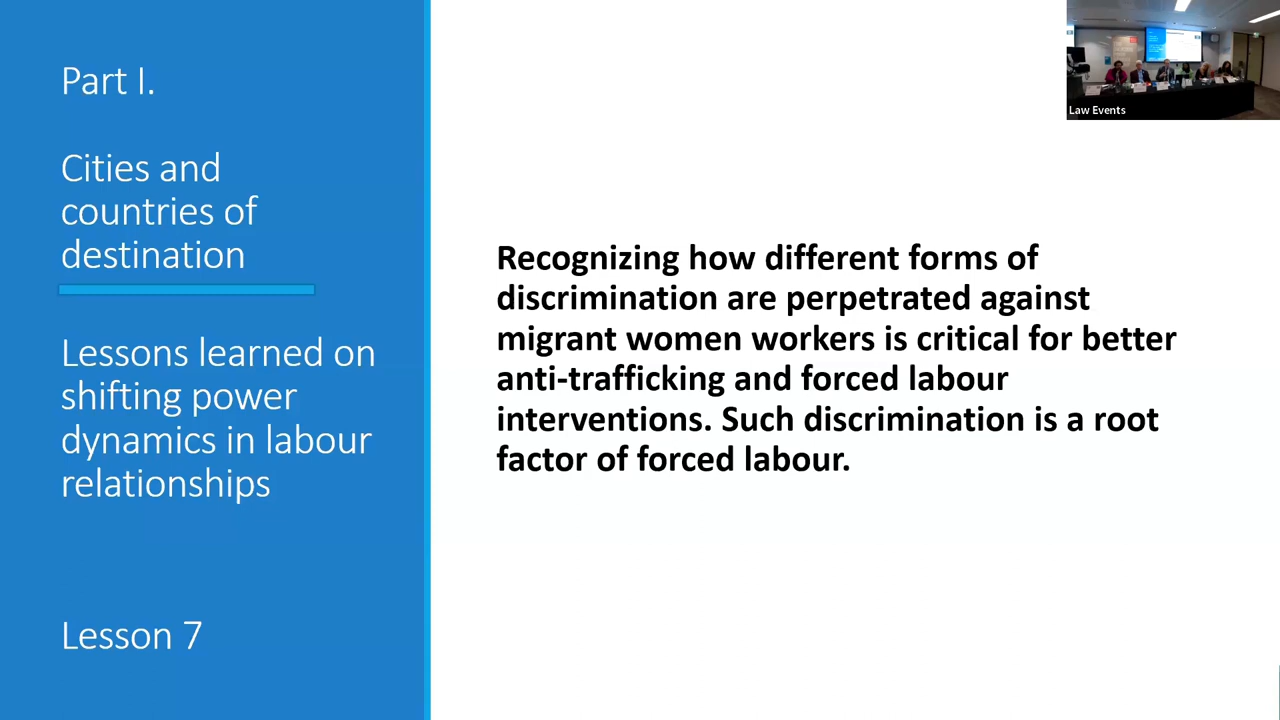 Part I.
Cities and
countries of
destination
Lessons learned on
shifting power
dynamics in labour
relationships
Lesson 7
Recognizing how different forms of
discrimination are perpetrated against
migrant women workers is critical for better
anti-trafficking and forced labour
interventions. Such discrimination is a root
factor of forced labour.
Law Events